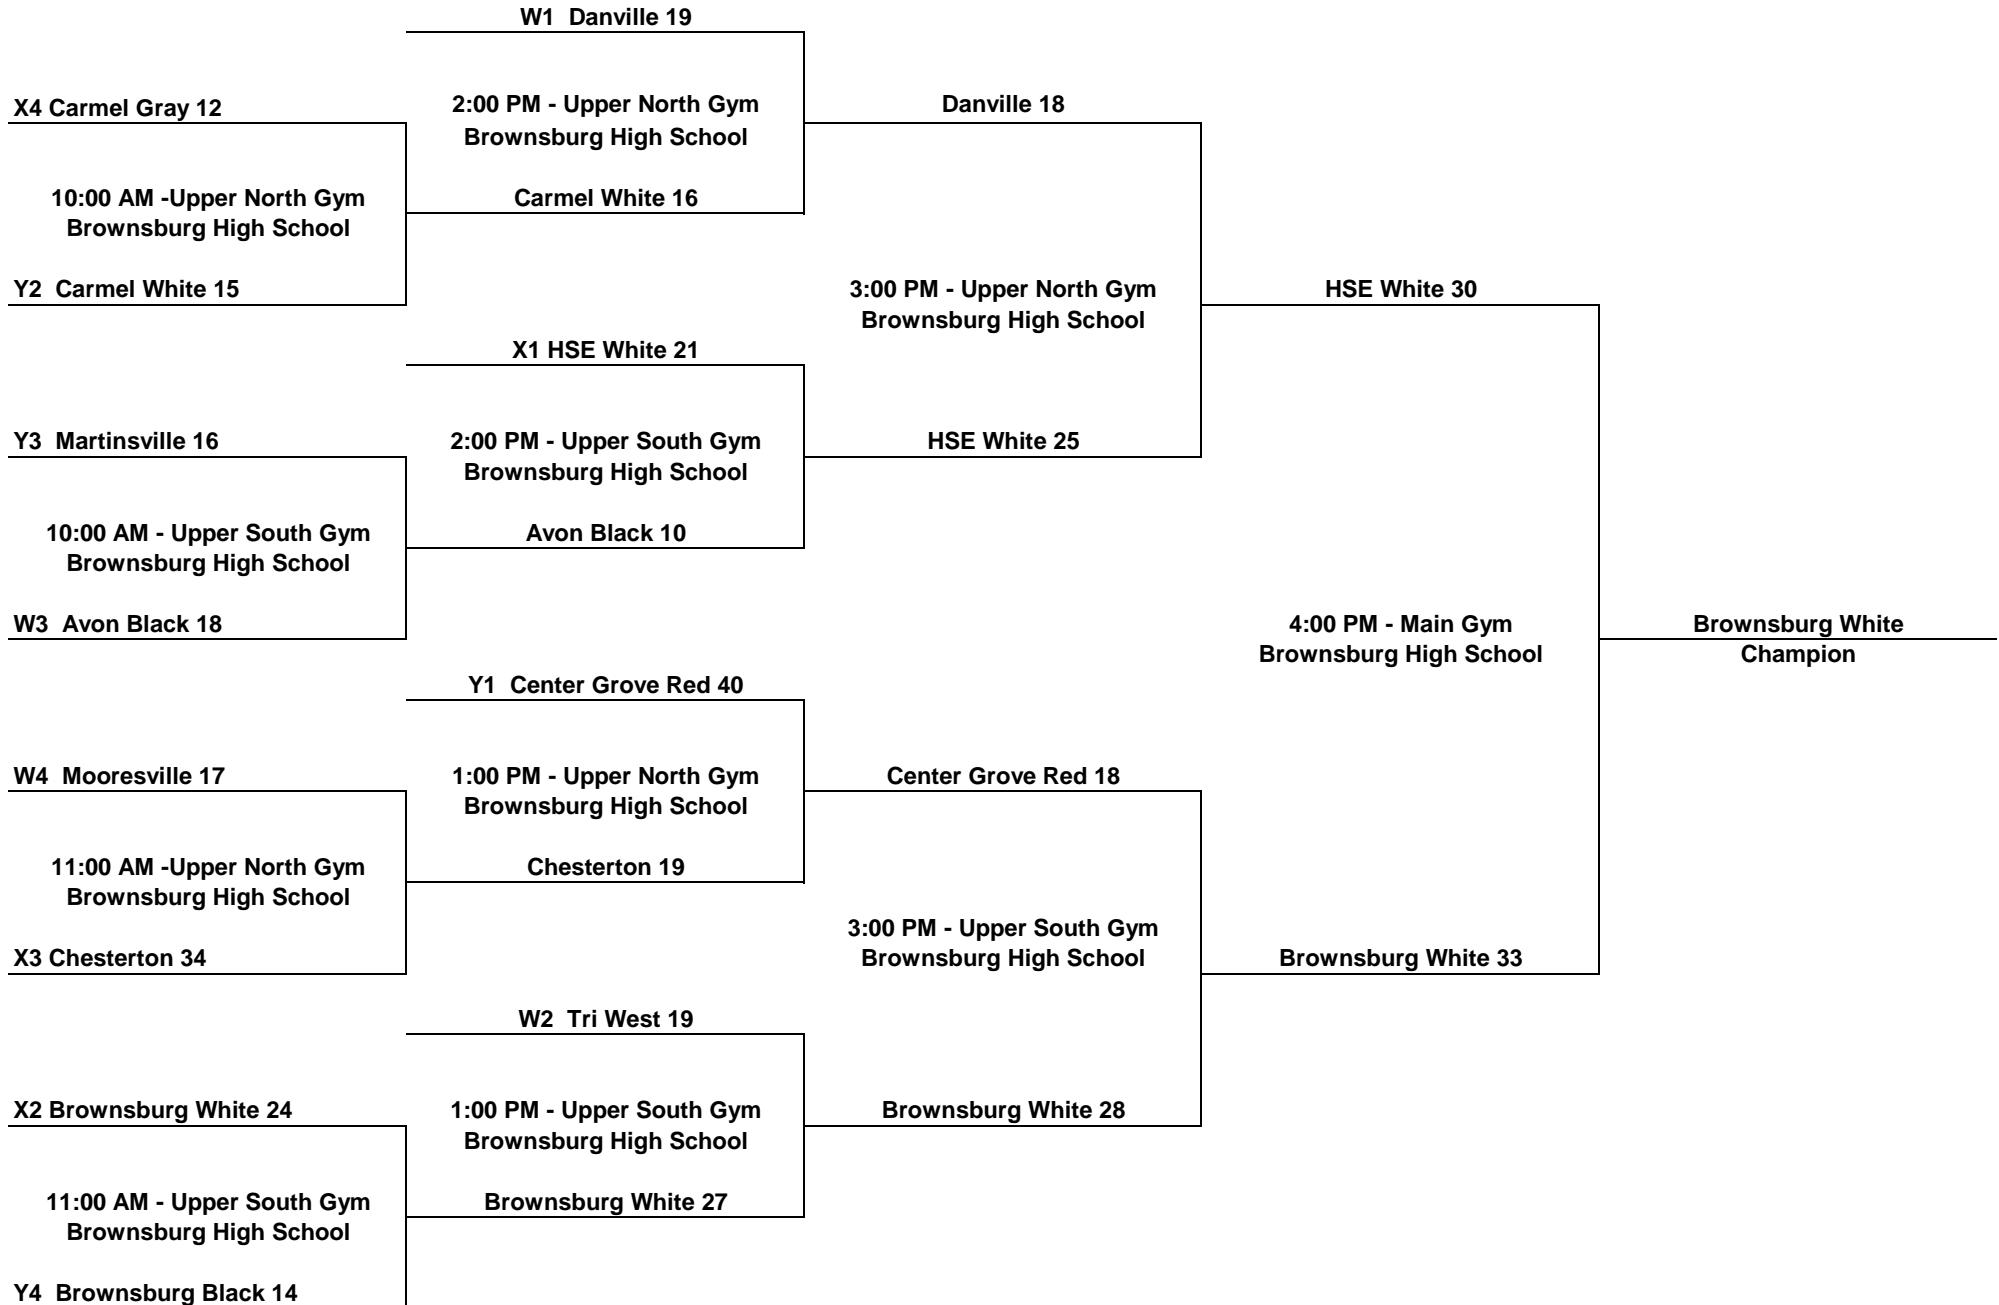 W1  Danville 19
X4 Carmel Gray 12
2:00 PM - Upper North Gym
Brownsburg High School
Danville 18
10:00 AM -Upper North Gym
Brownsburg High School
Carmel White 16
Y2  Carmel White 15
3:00 PM - Upper North Gym
Brownsburg High School
HSE White 30
X1 HSE White 21
Y3  Martinsville 16
2:00 PM - Upper South Gym
Brownsburg High School
HSE White 25
10:00 AM - Upper South Gym
Brownsburg High School
Avon Black 10
W3  Avon Black 18
4:00 PM - Main Gym
Brownsburg High School
Brownsburg White
Champion
Y1  Center Grove Red 40
W4  Mooresville 17
1:00 PM - Upper North Gym
Brownsburg High School
Center Grove Red 18
11:00 AM -Upper North Gym
Brownsburg High School
Chesterton 19
X3 Chesterton 34
3:00 PM - Upper South Gym
Brownsburg High School
Brownsburg White 33
W2  Tri West 19
X2 Brownsburg White 24
1:00 PM - Upper South Gym
Brownsburg High School
Brownsburg White 28
11:00 AM - Upper South Gym
Brownsburg High School
Brownsburg White 27
Y4  Brownsburg Black 14